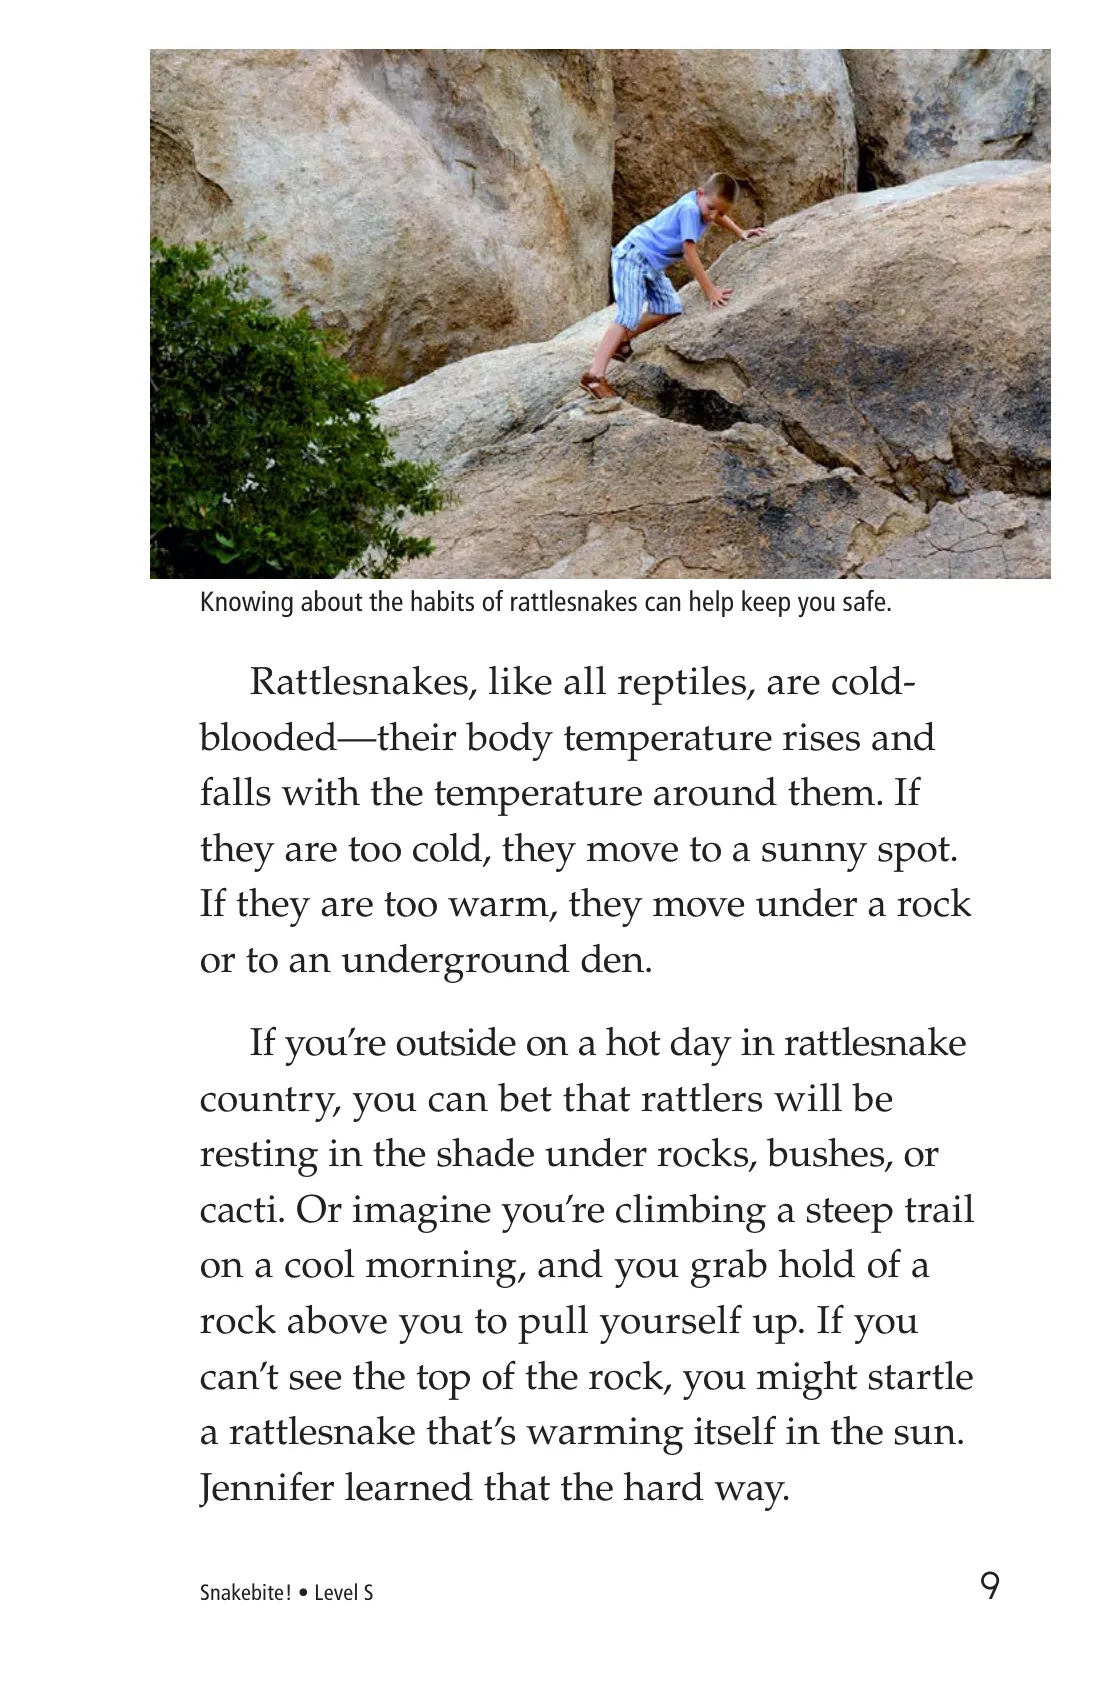 Knowing about the habits of rattlesnakes can help keep you safe.
Rattlesnakes, like all reptiles, are cold-
blooded—their body temperature rises and
falls with the temperature around them. If
they are too cold, they move to a sunny spot.
If they are too warm, they move under a rock
or to an underground den.
If you’re outside on a hot day in rattlesnake
country, you can bet that rattlers will be
resting in the shade under rocks, bushes, or
cacti. Or imagine you’re climbing a steep trail
on a cool morning, and you grab hold of a
rock above you to pull yourself up. If you
can’t see the top of the rock, you might startle
a rattlesnake that’s warming itself in the sun.
Jennifer learned that the hard way.
Snakebite! • Level S
9